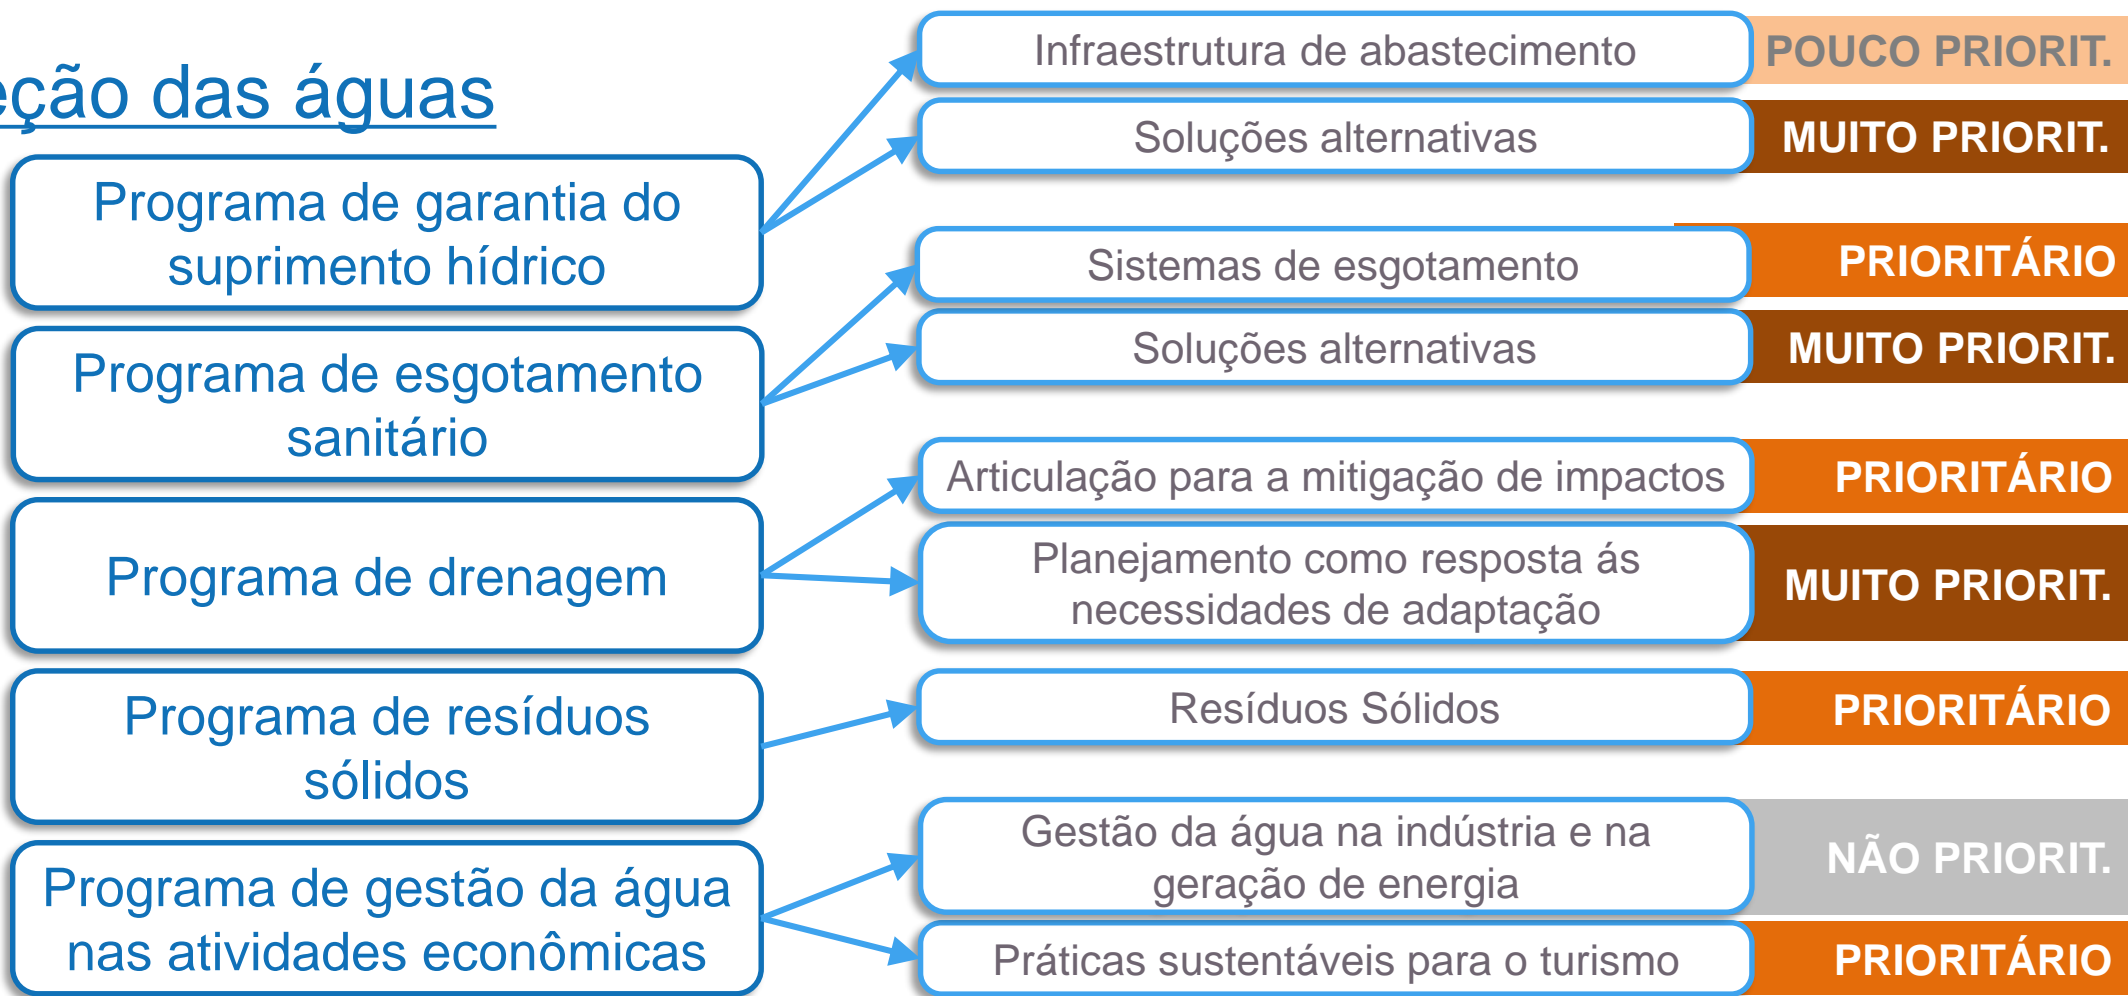 eção das águas
Programa de garantia do
suprimento hídrico
Infraestrutura de abastecimento
POUCO PRIORIT.
Soluções alternativas
MUITO PRIORIT.
Programa de esgotamento
sanitário
Sistemas de esgotamento
PRIORITÁRIO
Soluções alternativas
MUITO PRIORIT.
Programa de drenagem
Articulação para a mitigação de impactos
PRIORITÁRIO
Planejamento como resposta ás
necessidades de adaptação
MUITO PRIORIT.
Programa de resíduos
sólidos
Resíduos Sólidos
PRIORITÁRIO
Programa de gestão da água
nas atividades econômicas
Gestão da água na indústria e na
geração de energia
NÃO PRIORIT.
Práticas sustentáveis para o turismo
PRIORITÁRIO